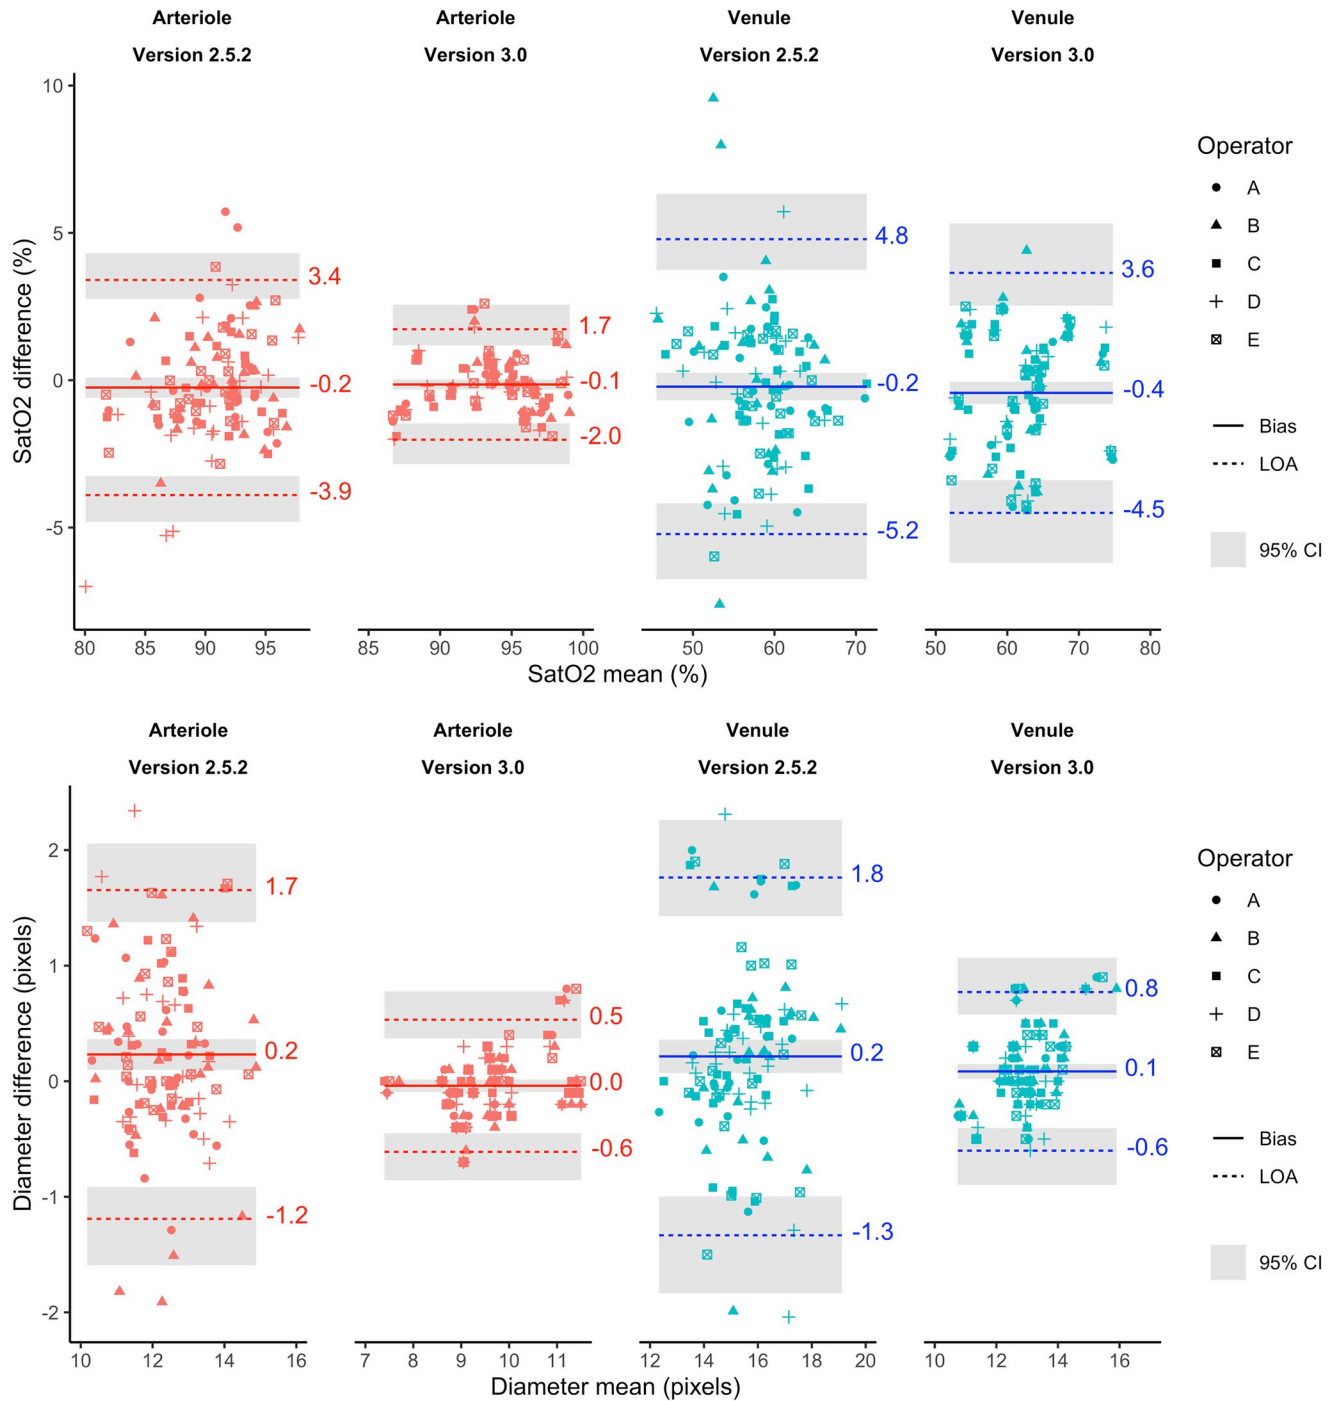 Arteriole Arteriole Venule Venule
Version 2.5.2 Version 3.0 Version 2.5.2 Version 3.0
SatO2 difference (%)
10
5
0
-5
3.4
-0.2
-3.9
1.7
-0.1
-2.0
4.8
-0.2
-5.2
3.6
-0.4
-4.5
80 85 90 95 85 90 95 100 50 60 70 50 60 70 80
SatO2 mean (%)
Operator
A
B
C
D
E
Bias
LOA
95% CI
Arteriole Arteriole Venule Venule
Version 2.5.2 Version 3.0 Version 2.5.2 Version 3.0
Diameter difference (pixels)
2
1
0
-1
-2
1.7
0.2
-1.2
0.5
0.0
-0.6
1.8
0.2
-1.3
0.8
0.1
-0.6
10 12 14 16 7 8 9 10 11 12 14 16 18 20 10 12 14 16
Diameter mean (pixels)
Operator
A
B
C
D
E
Bias
LOA
95% CI